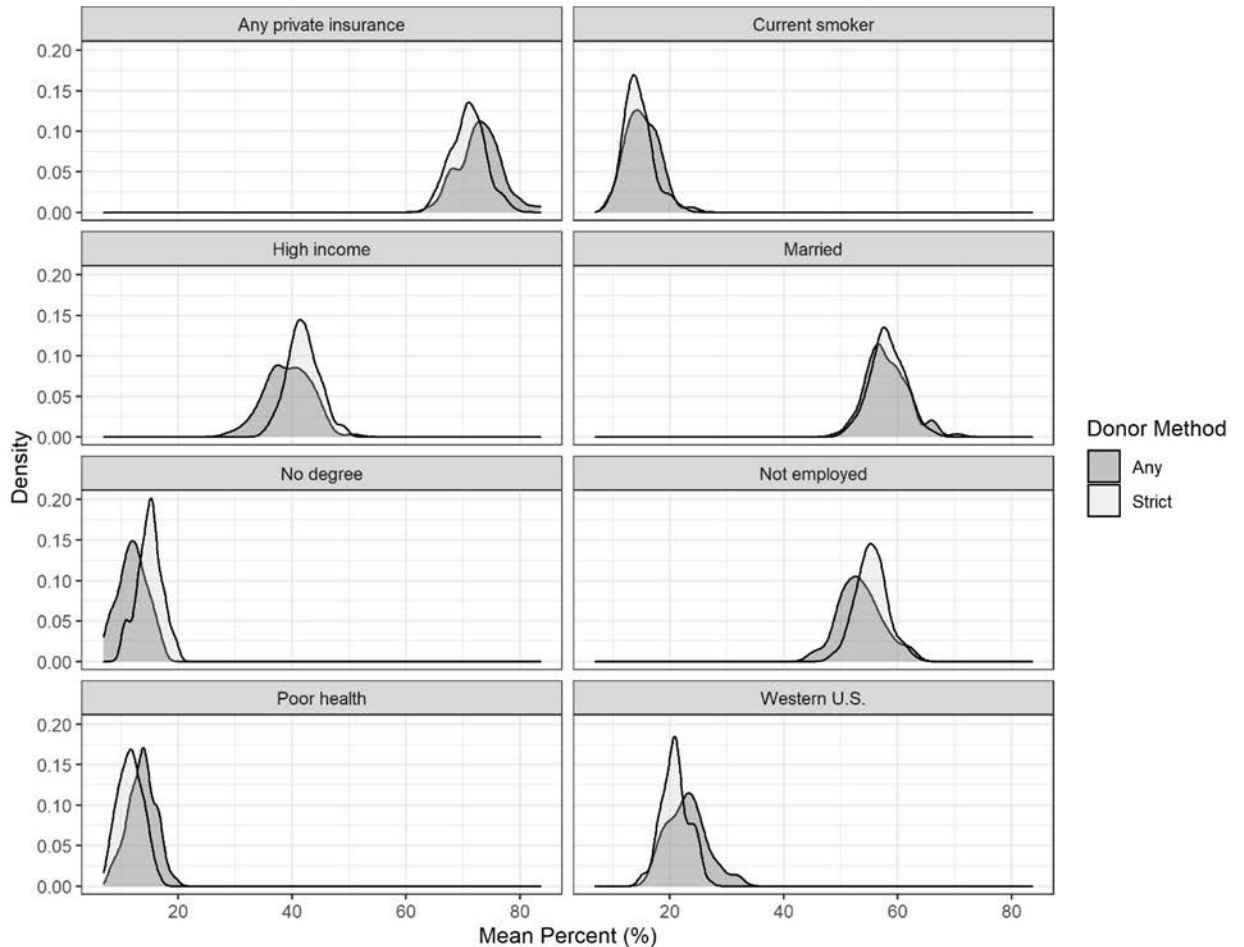 Any private insurance
Current smoker
0.20
0.15
0.10
0.05
0.00
High income
Married
0.20
0.15
0.10
0.05
0.00
Density
No degree
Not employed
0.20
0.15
0.10
0.05
0.00
Poor health
Western U.S.
0.20
0.15
0.10
0.05
0.00
20 40 60 80
20 40 60 80
Mean Percent (%)
Donor Method
Any
Strict